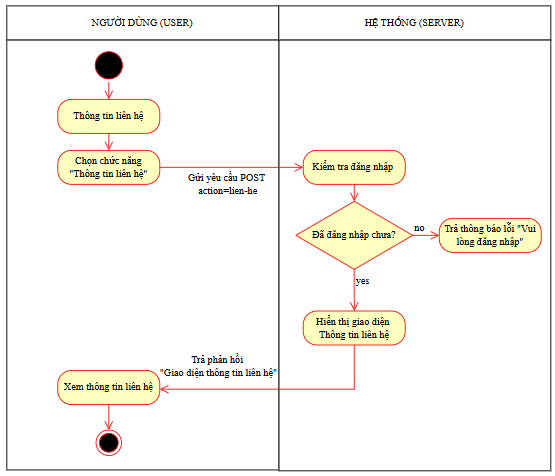 NGƯỜI DÙNG (USER)
HỆ THỐNG (SERVER)
Thông tin liên hệ
Chọn chức năng
"Thông tin liên hệ"
Gửi yêu cầu POST
action=lien-he
Kiểm tra đăng nhập
Đã đăng nhập chưa?
no
Trả thông báo lỗi "Vui
lòng đăng nhập"
yes
Hiển thị giao diện
Thông tin liên hệ
Trả phản hồi
"Giao diện thông tin liên hệ"
Xem thông tin liên hệ